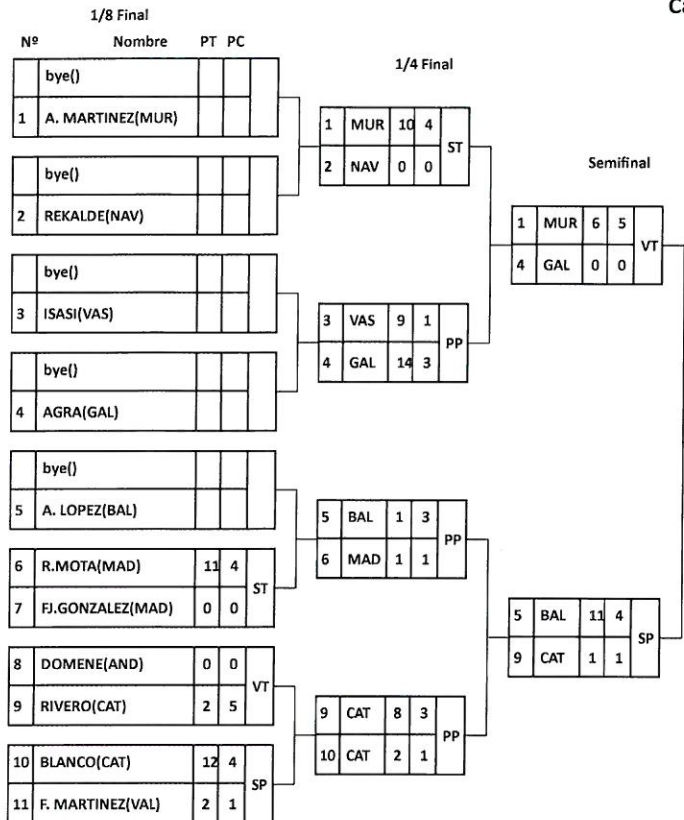 Ca
1/8 Final
Nº Nombre PT PC
bye()
1 A. MARTINEZ(MUR)
bye()
2 REKALDE(NAV)
bye()
3 ISASI(VAS)
bye()
4 AGRA(GAL)
bye()
5 A. LOPEZ(BAL)
6 R.MOTA(MAD) 11 4
ST
7 FJ.GONZALEZ(MAD) 0 0
8 DOMENE(AND) 0 0
VT
9 RIVERO(CAT) 2 5
10 BLANCO(CAT) 12 4
SP
11 F. MARTINEZ(VAL) 2 1
1/4 Final
1 MUR 10 4
ST
2 NAV 0 0
3 VAS 9 1
PP
4 GAL 14 3
5 BAL 1 3
PP
6 MAD 1 1
9 CAT 8 3
PP
10 CAT 2 1
Semifinal
1 MUR 6 5
VT
4 GAL 0 0
5 BAL 11 4
SP
9 CAT 1 1